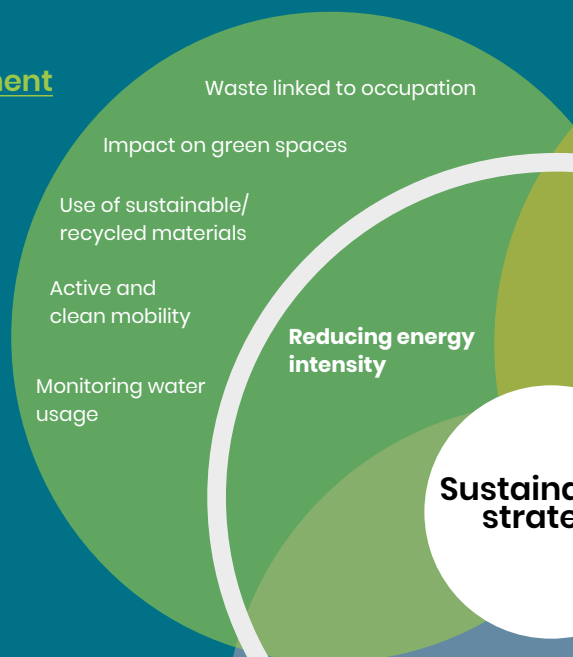 ment
Waste linked to occupation
Impact on green spaces
Use of sustainable/
recycled materials
Active and
clean mobility
Reducing energy
intensity
Monitoring water
usage
Sustaina
strate